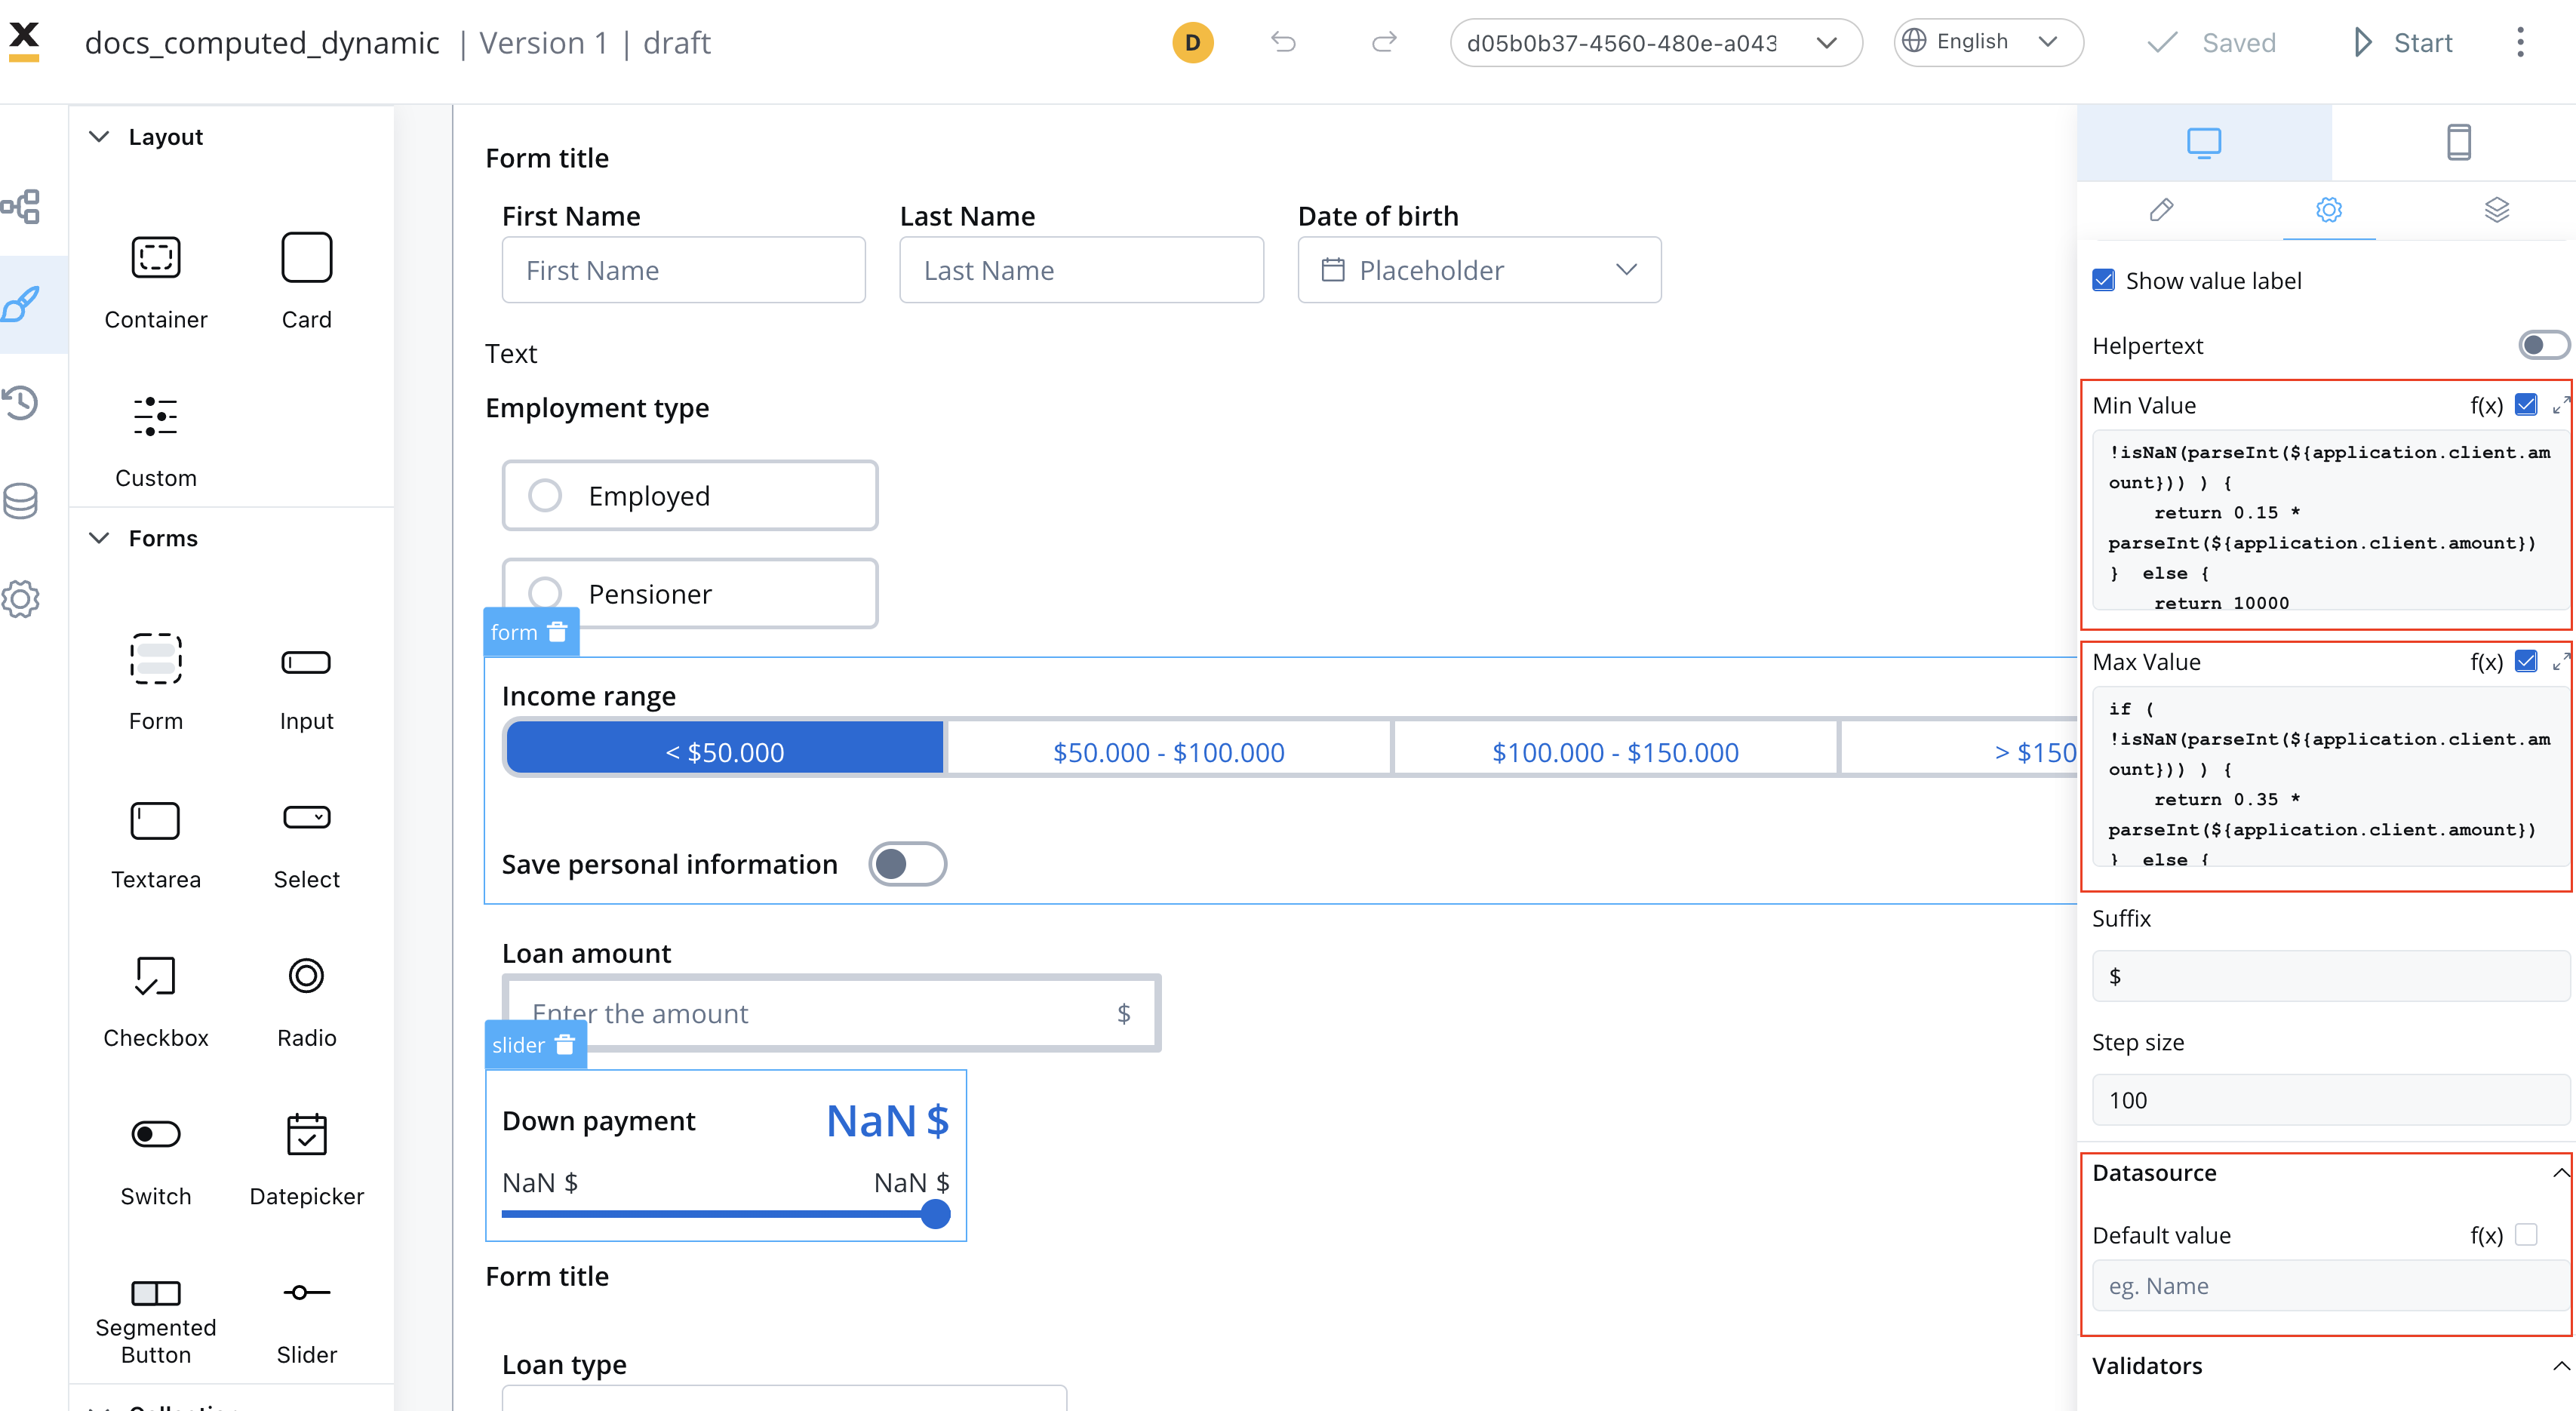 docs_computed_dynamic | Version 1 | draft
D
d05b0b37-4560-480e-a043
English
Saved
Start
Layout
Container
Card
Custom
Forms
Form
Input
Textarea
Select
Checkbox
Radio
Switch
Datepicker
Segmented
Button
Slider
Form title
First Name
Last Name
Date of birth
First Name
Last Name
Placeholder
Text
Employment type
Employed
Pensioner
form
Income range
< $50.000
$50.000 - $100.000
$100.000 - $150.000
> $150
Save personal information
Loan amount
Enter the amount
$
slider
Down payment
NaN $
NaN $
NaN $
Form title
Loan type
Show value label
Helpertext
Min Value
f(x)
!isNaN(parseInt(${application.client.am
ount})) ) {
return 0.15 *
parseInt(${application.client.amount})
} else {
return 10000
Max Value
f(x)
if (
!isNaN(parseInt(${application.client.am
ount})) ) {
return 0.35 *
parseInt(${application.client.amount})
} else {
Suffix
$
Step size
100
Datasource
Default value
f(x)
eg. Name
Validators